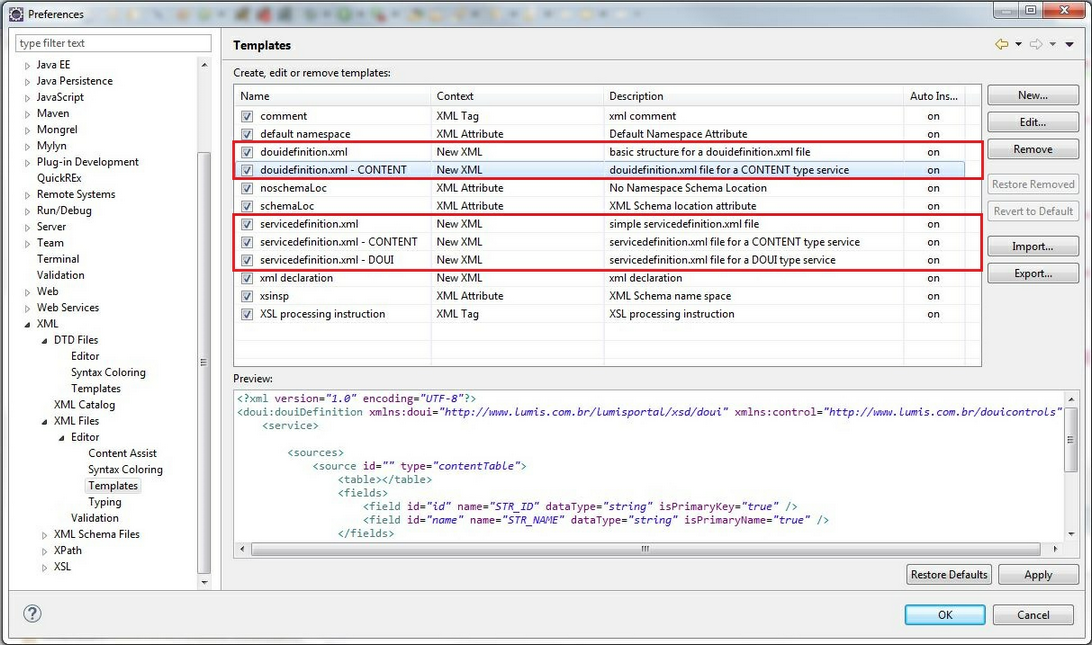 Preferences
type filter text
Java EE
Java Persistence
JavaScript
Maven
Mongrel
Mylyn
Plug-in Development
QuickREx
Remote Systems
Run/Debug
Server
Team
Terminal
Validation
Web
Web Services
XML
DTD Files
Editor
Syntax Coloring
Templates
XML Catalog
XML Files
Editor
Content Assist
Syntax Coloring
Templates
Typing
Validation
XML Schema Files
XPath
XSL
Templates
Create, edit or remove templates:
Name Context Description Auto Ins...
comment XML Tag xml comment on
default namespace XML Attribute Default Namespace Attribute on
douidefinition.xml New XML basic structure for a douidefinition.xml file on
douidefinition.xml - CONTENT New XML douidefinition.xml file for a CONTENT type service on
noschemaLoc XML Attribute No Namespace Schema Location on
schemaLoc XML Attribute XML Schema location attribute on
servicedefinition.xml New XML simple servicedefinition.xml file on
servicedefinition.xml - CONTENT New XML servicedefinition.xml file for a CONTENT type service on
servicedefinition.xml - DOUI New XML servicedefinition.xml file for a DOUI type service on
xml declaration New XML xml declaration on
xsinsp XML Attribute XML Schema name space on
XSL processing instruction XML Tag XSL processing instruction on
New...
Edit...
Remove
Restore Removed
Revert to Default
Import...
Export...
Preview:
<?xml version="1.0" encoding="UTF-8"?>
<doui:douiDefinition xmlns:doui="http://www.lumis.com.br/lumisportal/xsd/doui" xmlns:control="http://www.lumis.com.br/douicontrols"
<service>
<sources>
<source id="" type="contentTable">
<table></table>
<fields>
<field id="id" name="STR_ID" dataType="string" isPrimaryKey="true" />
<field id="name" name="STR_NAME" dataType="string" isPrimaryName="true" />
</fields>
Restore Defaults
Apply
OK
Cancel